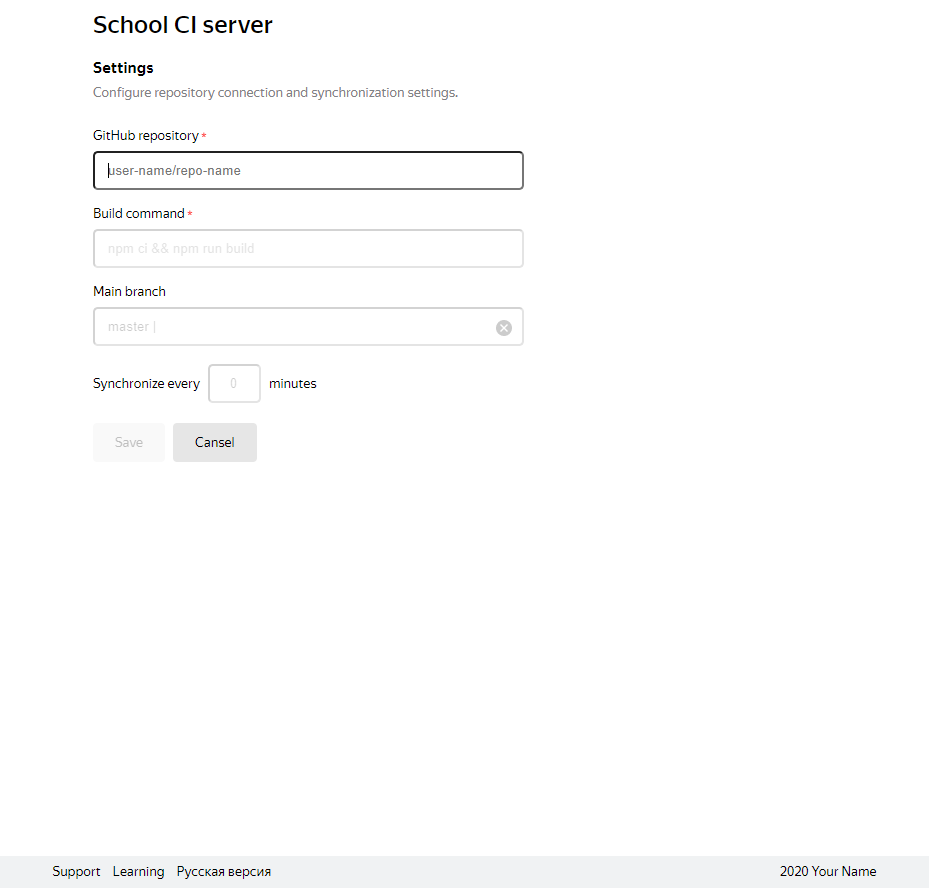 School CI server
Settings
Configure repository connection and synchronization settings.
GitHub repository *
user-name/repo-name
Build command *
npm ci && npm run build
Main branch
master |
Synchronize every 0 minutes
Save Cansel
Support Learning Русская версия 2020 Your Name